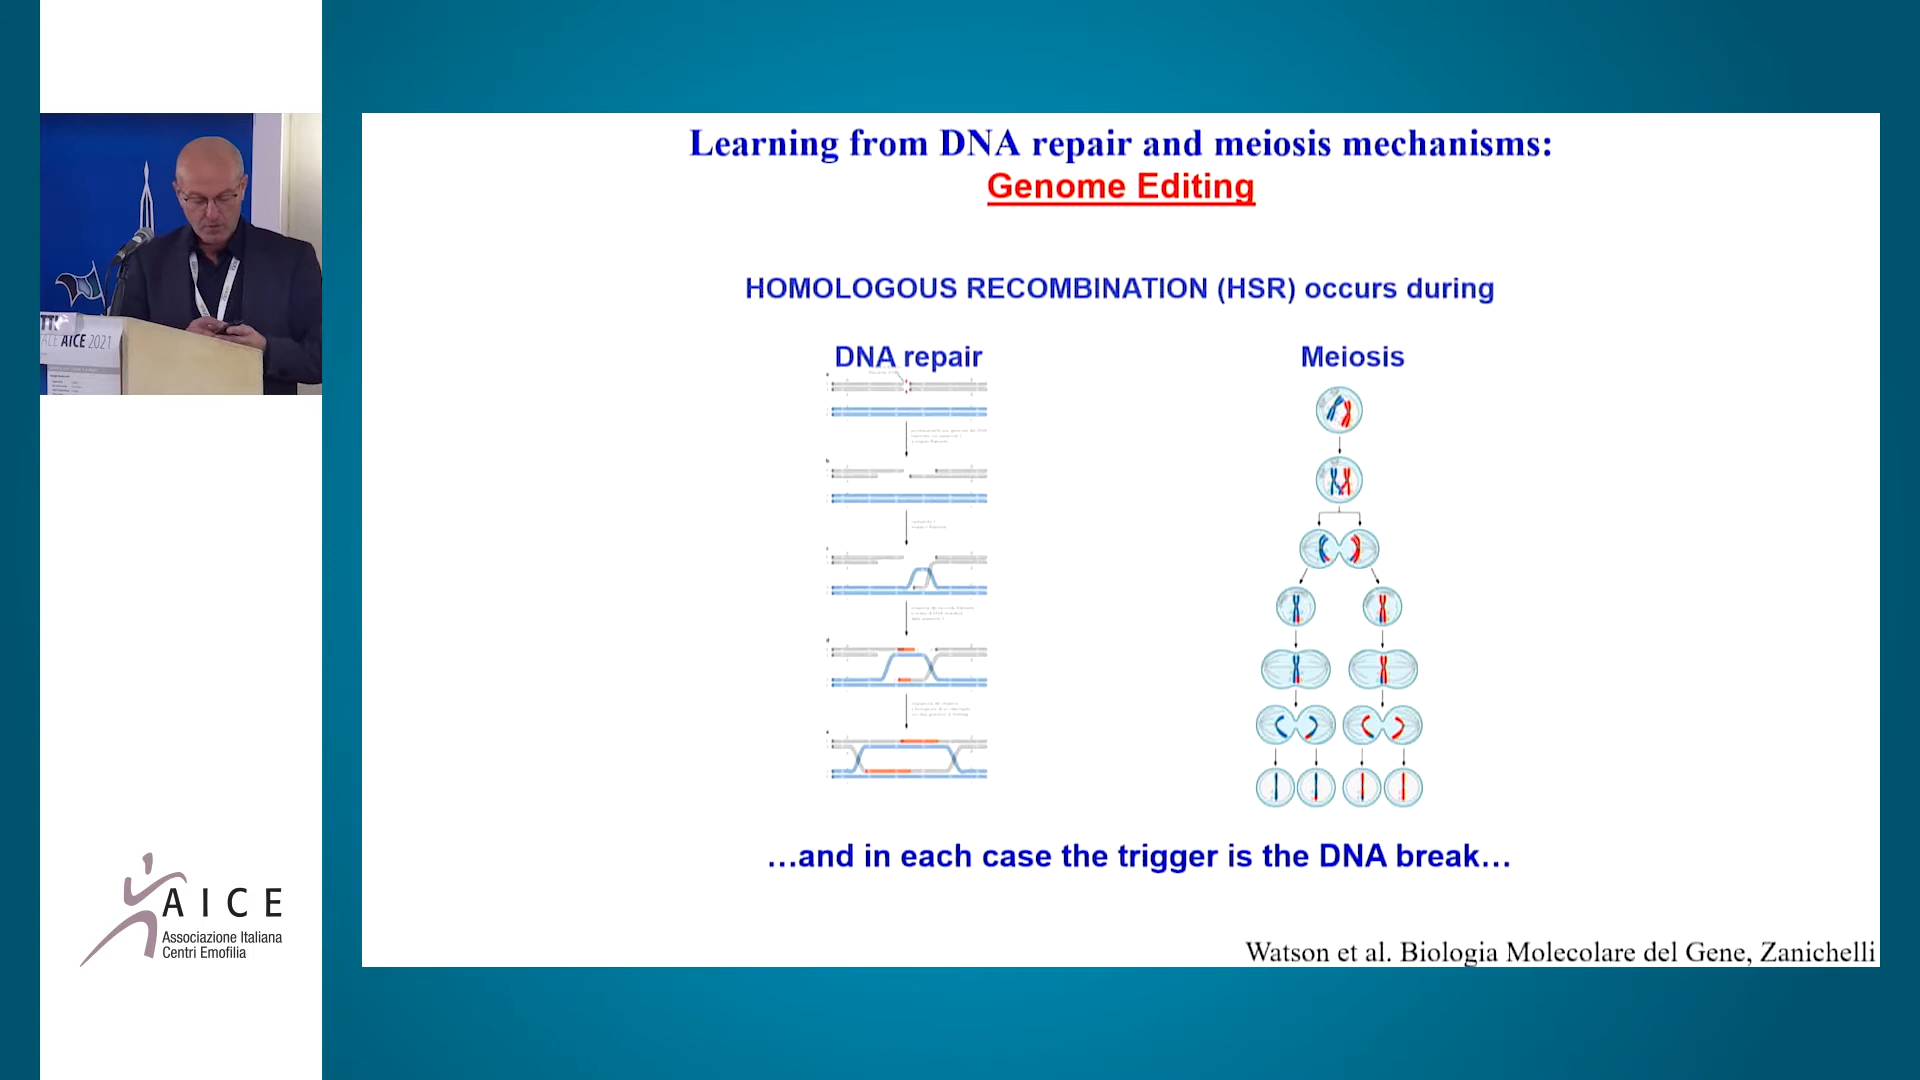 Learning from DNA repair and meiosis mechanisms:
Genome Editing
HOMOLOGOUS RECOMBINATION (HSR) occurs during
DNA repair
Meiosis
…and in each case the trigger is the DNA break…
Watson et al. Biologia Molecolare del Gene, Zanichelli
AICE 2021
AICE
Associazione Italiana
Centri Emofilia